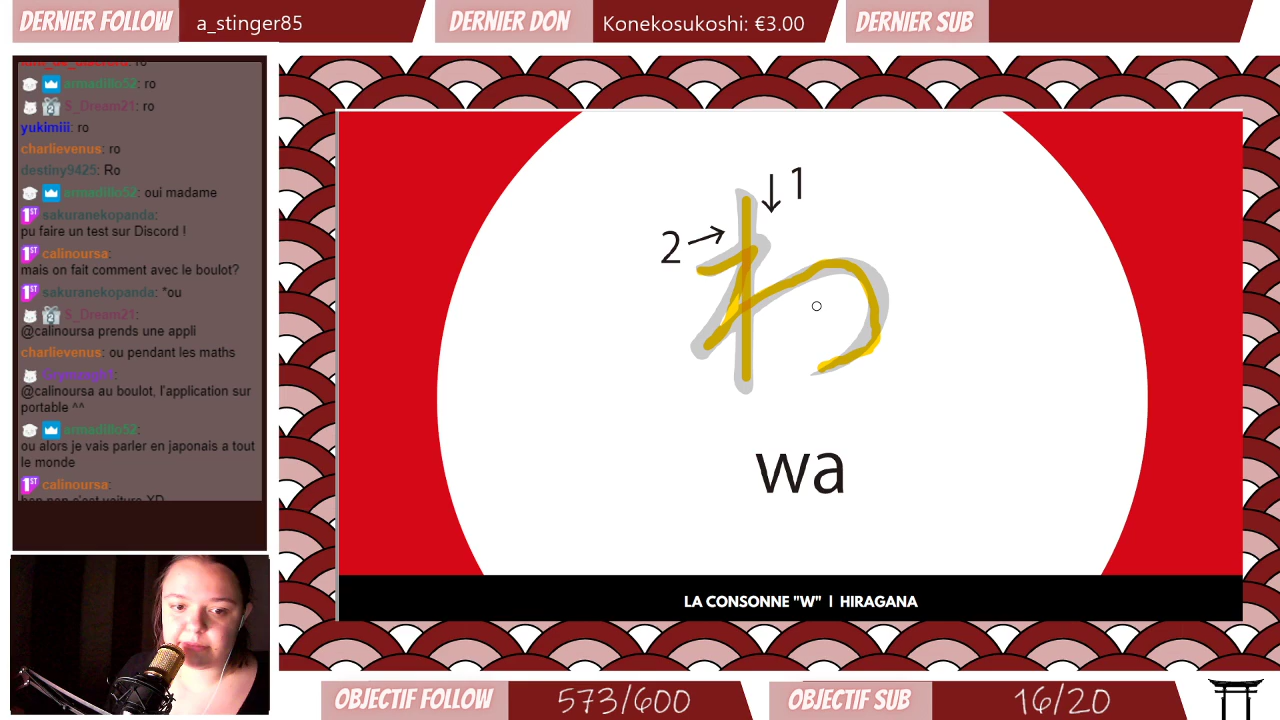 DERNIER FOLLOW
a_stinger85
DERNIER DON
Konekosukoshi: €3.00
DERNIER SUB
armadillo52: ro
S_Dream21: ro
yukimiii: ro
charlievenus: ro
destiny9425: Ro
armadillo52: oui madame
sakuranekopanda:
pu faire un test sur Discord !
calinoursa:
mais on fait comment avec le boulot?
sakuranekopanda: *ou
S_Dream21:
@calinoursa prends une appli
charlievenus: ou pendant les maths
@calinoursa au boulot, l'application sur
portable ^^
armadillo52:
ou alors je vais parler en japonais a tout
le monde
calinoursa:
1
2
わ
wa
LA CONSONNE "W" | HIRAGANA
OBJECTIF FOLLOW
573/600
OBJECTIF SUB
16/20